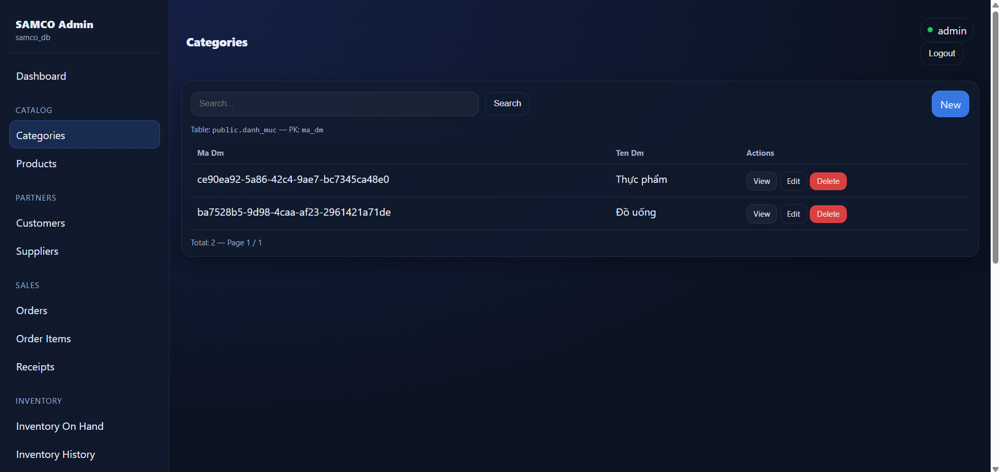 SAMCO Admin
samco_db
Dashboard
CATALOG
Categories
Products
PARTNERS
Customers
Suppliers
SALES
Orders
Order Items
Receipts
INVENTORY
Inventory On Hand
Inventory History
Categories
admin
Logout
Search...
Search
New
Table: public.danh_muc — PK: ma_dm
Ma Dm Ten Dm Actions
ce90ea92-5a86-42c4-9ae7-bc7345ca48e0 Thực phẩm View Edit Delete
ba7528b5-9d98-4caa-af23-2961421a71de Đồ uống View Edit Delete
Total: 2 — Page 1 / 1